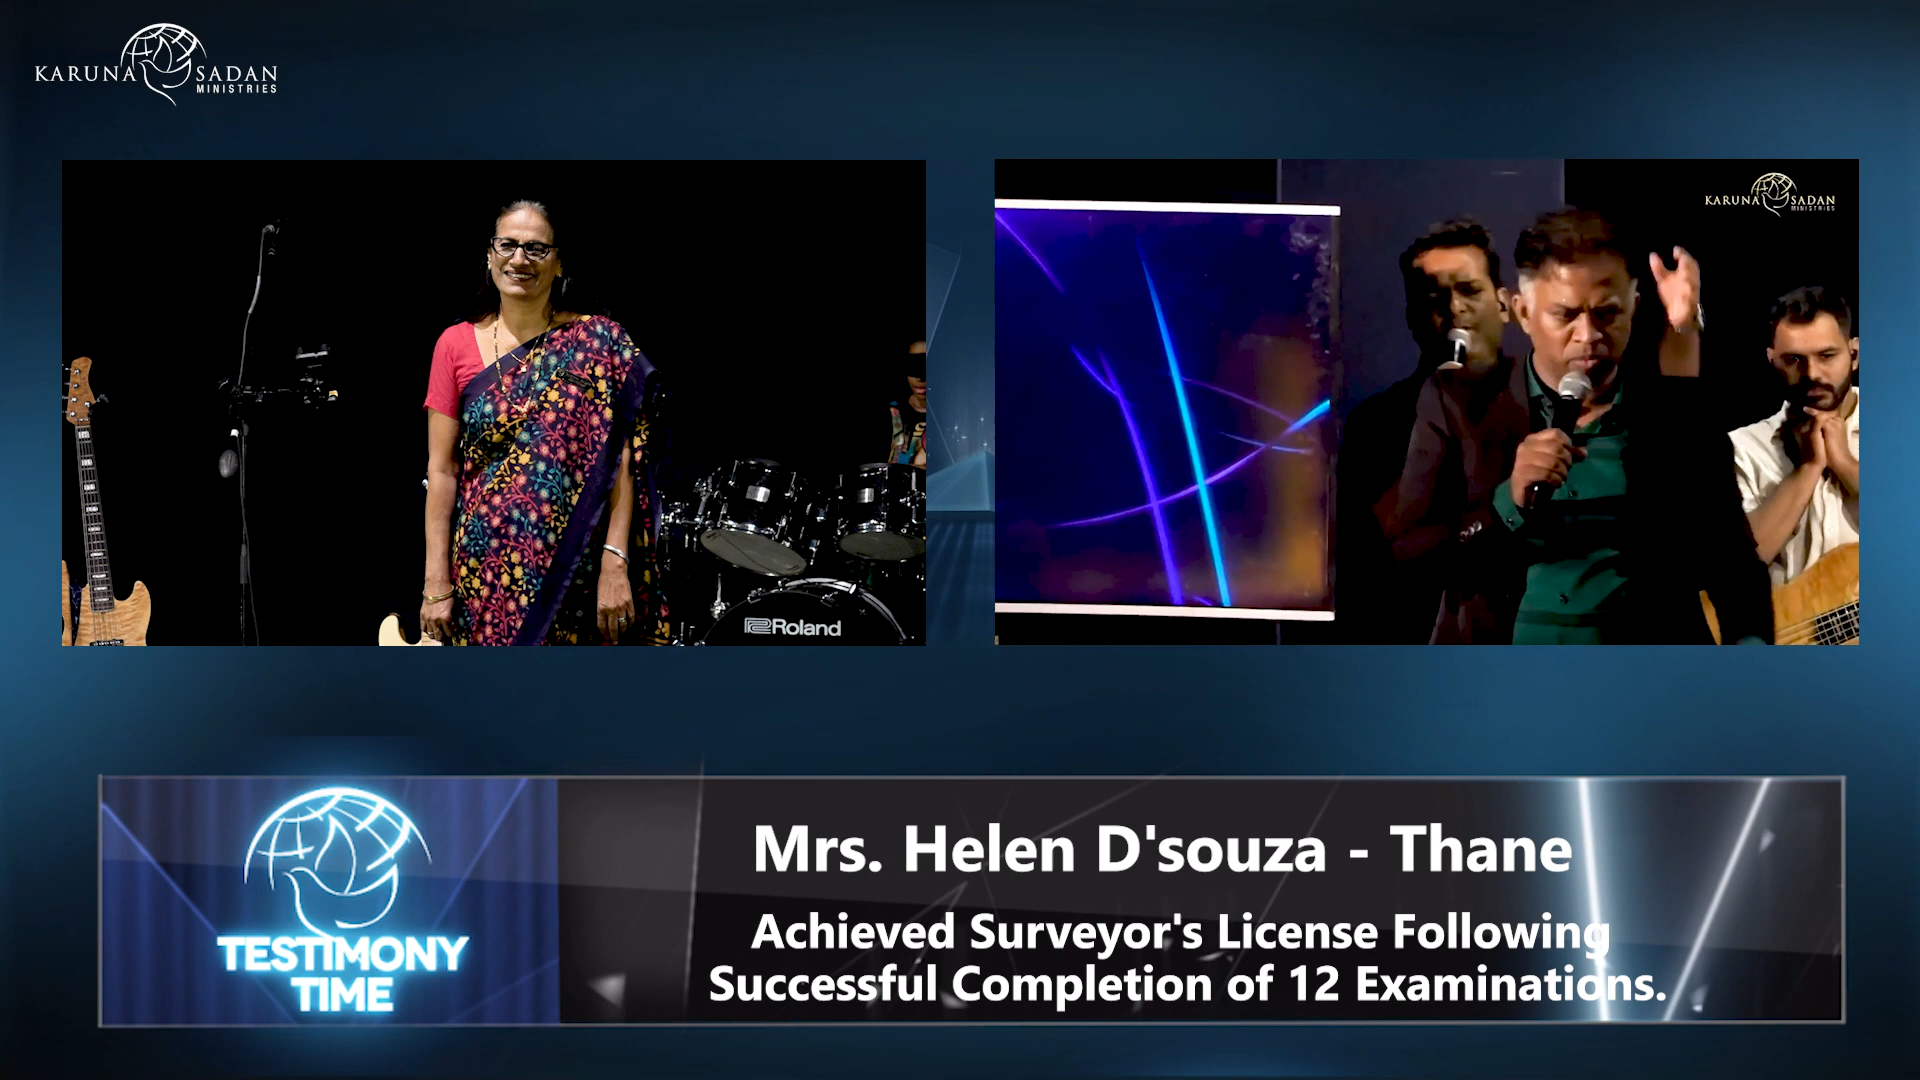 KARUNA SADAN
MINISTRIES
KARUNA SADAN
MINISTRIES
Roland
TESTIMONY
TIME
Mrs. Helen D'souza - Thane
Achieved Surveyor's License Following
Successful Completion of 12 Examinations.